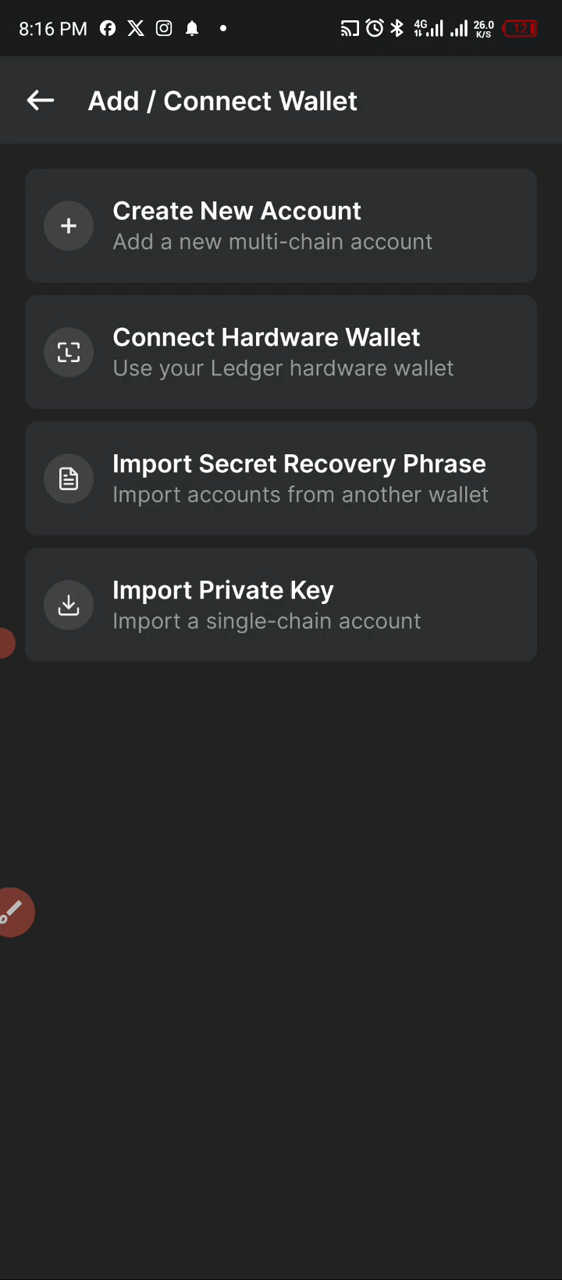 8:16 PM 4G 26.0 K/S 12
Add / Connect Wallet
Create New Account
Add a new multi-chain account
Connect Hardware Wallet
Use your Ledger hardware wallet
Import Secret Recovery Phrase
Import accounts from another wallet
Import Private Key
Import a single-chain account